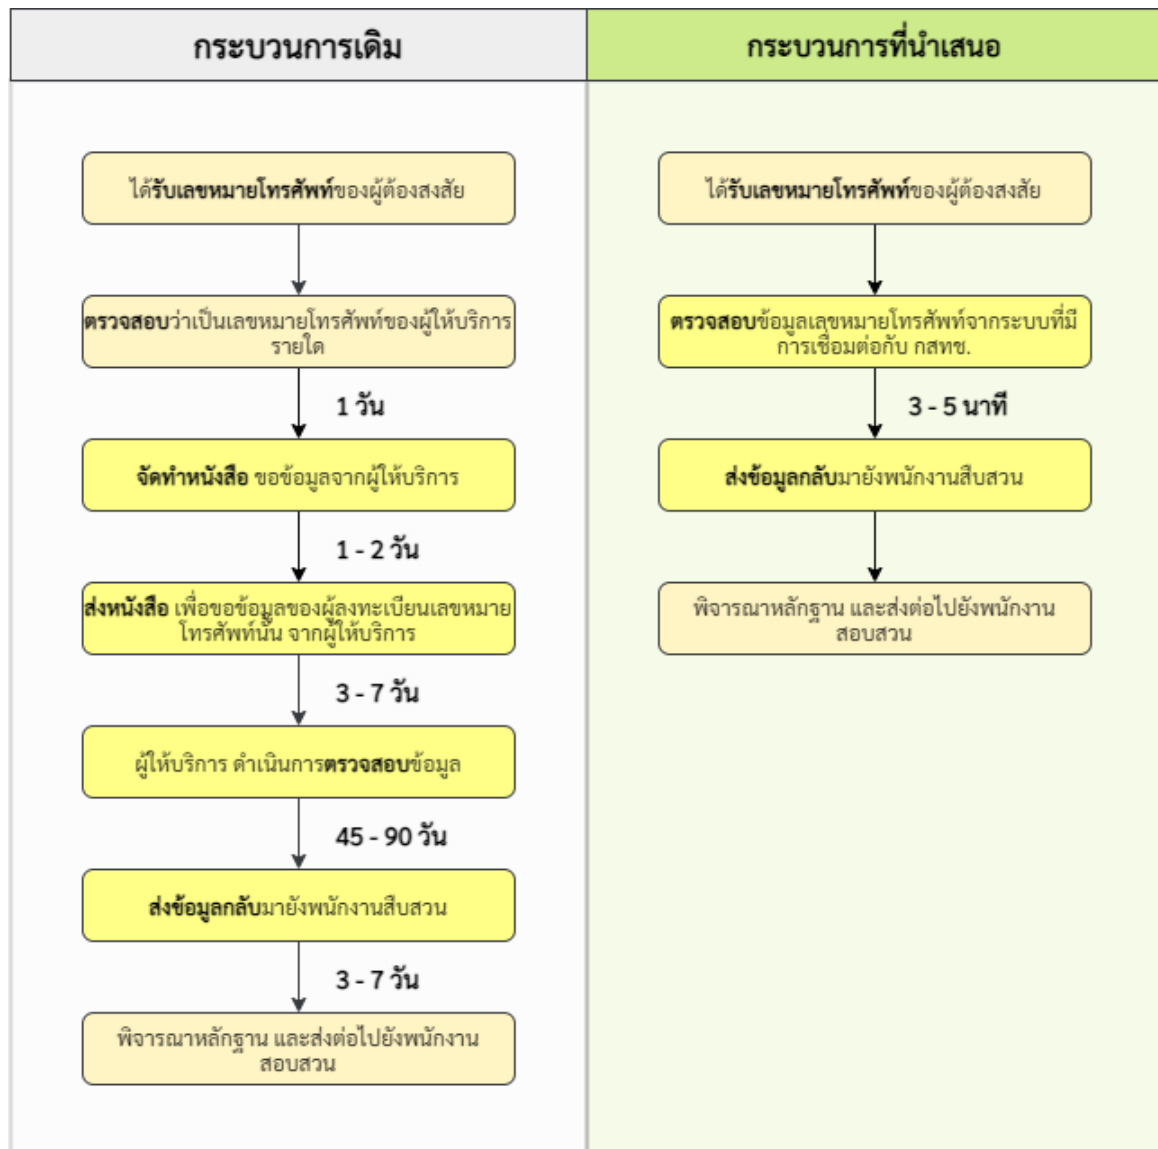 กระบวนการเดิม
ได้รับเลขหมายโทรศัพท์ของผู้ต้องสงสัย
ตรวจสอบว่าเป็นเลขหมายโทรศัพท์ของผู้ให้บริการ
รายใด
1 วัน
จัดทำหนังสือ ขอข้อมูลจากผู้ให้บริการ
1 - 2 วัน
ส่งหนังสือ เพื่อขอข้อมูลของผู้ลงทะเบียนเลขหมาย
โทรศัพท์นั้น จากผู้ให้บริการ
3 - 7 วัน
ผู้ให้บริการ ดำเนินการตรวจสอบข้อมูล
45 - 90 วัน
ส่งข้อมูลกลับมายังพนักงานสืบสวน
3 - 7 วัน
พิจารณาหลักฐาน และส่งต่อไปยังพนักงาน
สอบสวน
กระบวนการที่นำเสนอ
ได้รับเลขหมายโทรศัพท์ของผู้ต้องสงสัย
ตรวจสอบข้อมูลเลขหมายโทรศัพท์จากระบบที่มี
การเชื่อมต่อกับ กสทช.
3 - 5 นาที
ส่งข้อมูลกลับมายังพนักงานสืบสวน
พิจารณาหลักฐาน และส่งต่อไปยังพนักงาน
สอบสวน